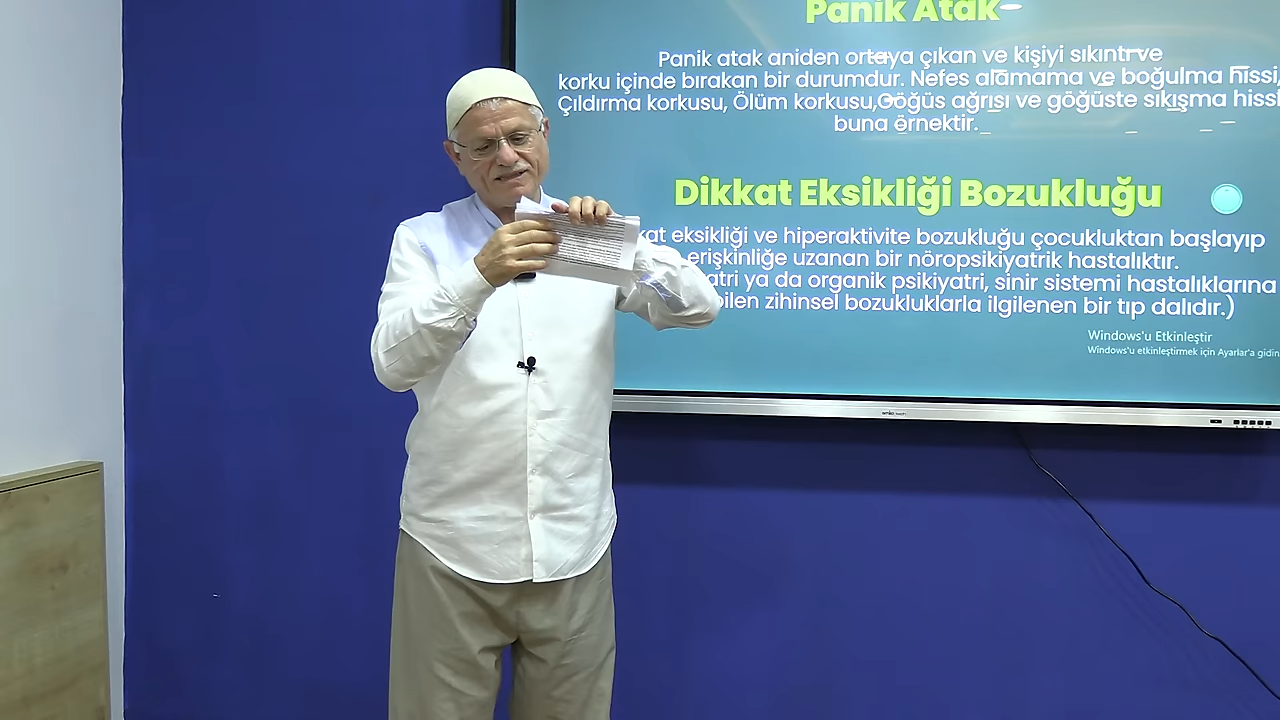 Panik Atak
Panik atak aniden ortaya çıkan ve kişiyi sıkıntı ve
korku içinde bırakan bir durumdur. Nefes alamama ve boğulma hissi,
Çıldırma korkusu, Ölüm korkusu,Göğüs ağrısı ve göğüste sıkışma hissi
buna örnektir.
Dikkat Eksikliği Bozukluğu
kat eksikliği ve hiperaktivite bozukluğu çocukluktan başlayıp
erişkinliğe uzanan bir nöropsikiyatrik hastalıktır.
atri ya da organik psikiyatri, sinir sistemi hastalıklarına
bilen zihinsel bozukluklarla ilgilenen bir tıp dalıdır.)
Windows'u Etkinleştir
Windows'u etkinleştirmek için Ayarlar'a gidin